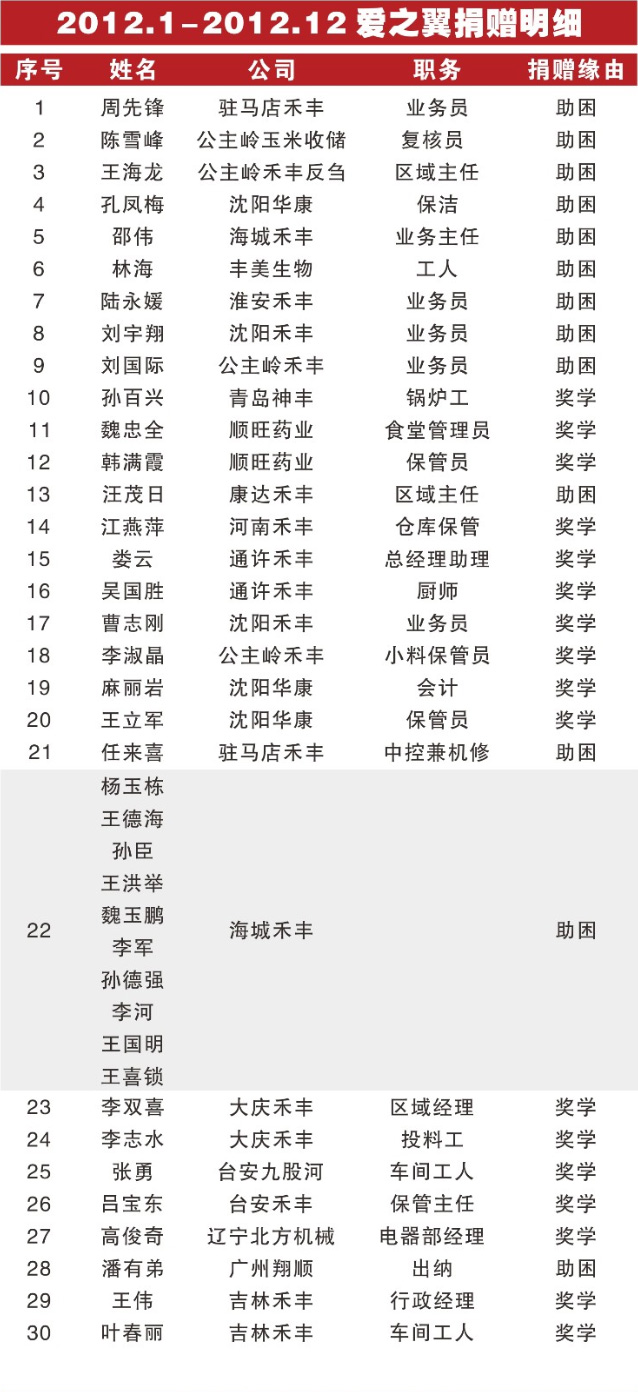 2012.1-2012.12 爱之翼捐赠明细
序号 姓名 公司 职务 捐赠缘由
1 周先锋 驻马店禾丰 业务员 助困
2 陈雪峰 公主岭玉米收储 复核员 助困
3 王海龙 公主岭禾丰反刍 区域主任 助困
4 孔凤梅 沈阳华康 保洁 助困
5 邵伟 海城禾丰 业务主任 助困
6 林海 丰美生物 工人 助困
7 陆永媛 淮安禾丰 业务员 助困
8 刘宇翔 沈阳禾丰 业务员 助困
9 刘国际 公主岭禾丰 业务员 助困
10 孙百兴 青岛神丰 锅炉工 奖学
11 魏忠全 顺旺药业 食堂管理员 奖学
12 韩满霞 顺旺药业 保管员 奖学
13 汪茂日 康达禾丰 区域主任 助困
14 江燕萍 河南禾丰 仓库保管 奖学
15 娄云 通许禾丰 总经理助理 奖学
16 吴国胜 通许禾丰 厨师 奖学
17 曹志刚 沈阳禾丰 业务员 奖学
18 李淑晶 公主岭禾丰 小料保管员 奖学
19 麻丽岩 沈阳华康 会计 奖学
20 王立军 沈阳华康 保管员 奖学
21 任来喜 驻马店禾丰 中控兼机修 助困
杨玉栋
王德海
孙臣
王洪举
魏玉鹏
22 海城禾丰 助困
李军
孙德强
李河
王国明
王喜锁
23 李双喜 大庆禾丰 区域经理 奖学
24 李志水 大庆禾丰 投料工 奖学
25 张勇 台安九股河 车间工人 奖学
26 吕宝东 台安禾丰 保管主任 奖学
27 高俊奇 辽宁北方机械 电器部经理 奖学
28 潘有弟 广州翔顺 出纳 助困
29 王伟 吉林禾丰 行政经理 奖学
30 叶春丽 吉林禾丰 车间工人 奖学